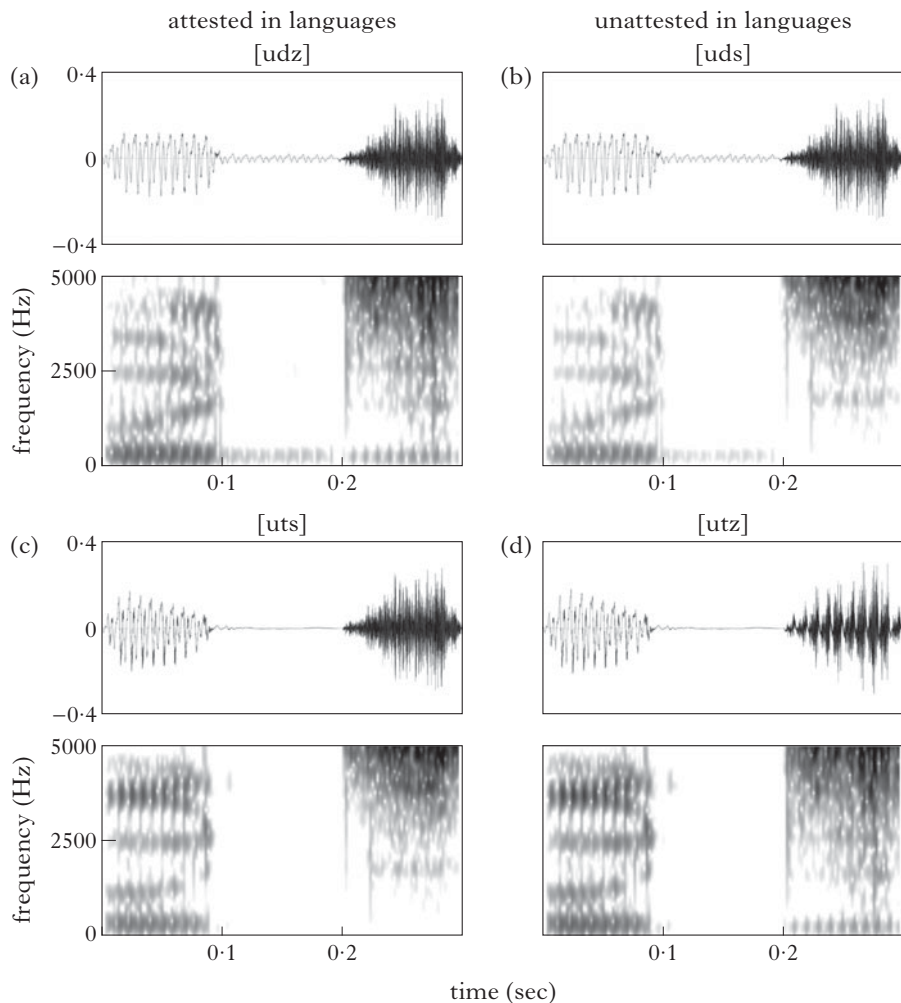 attested in languages
unattested in languages
[udz]
[uds]
(a)
0·4
0
−0·4
(b)
5000
2500
0
frequency (Hz)
0·1
0·2
0·1
0·2
[uts]
[utz]
(c)
0·4
0
−0·4
(d)
5000
2500
0
frequency (Hz)
0·1
0·2
0·1
0·2
time (sec)